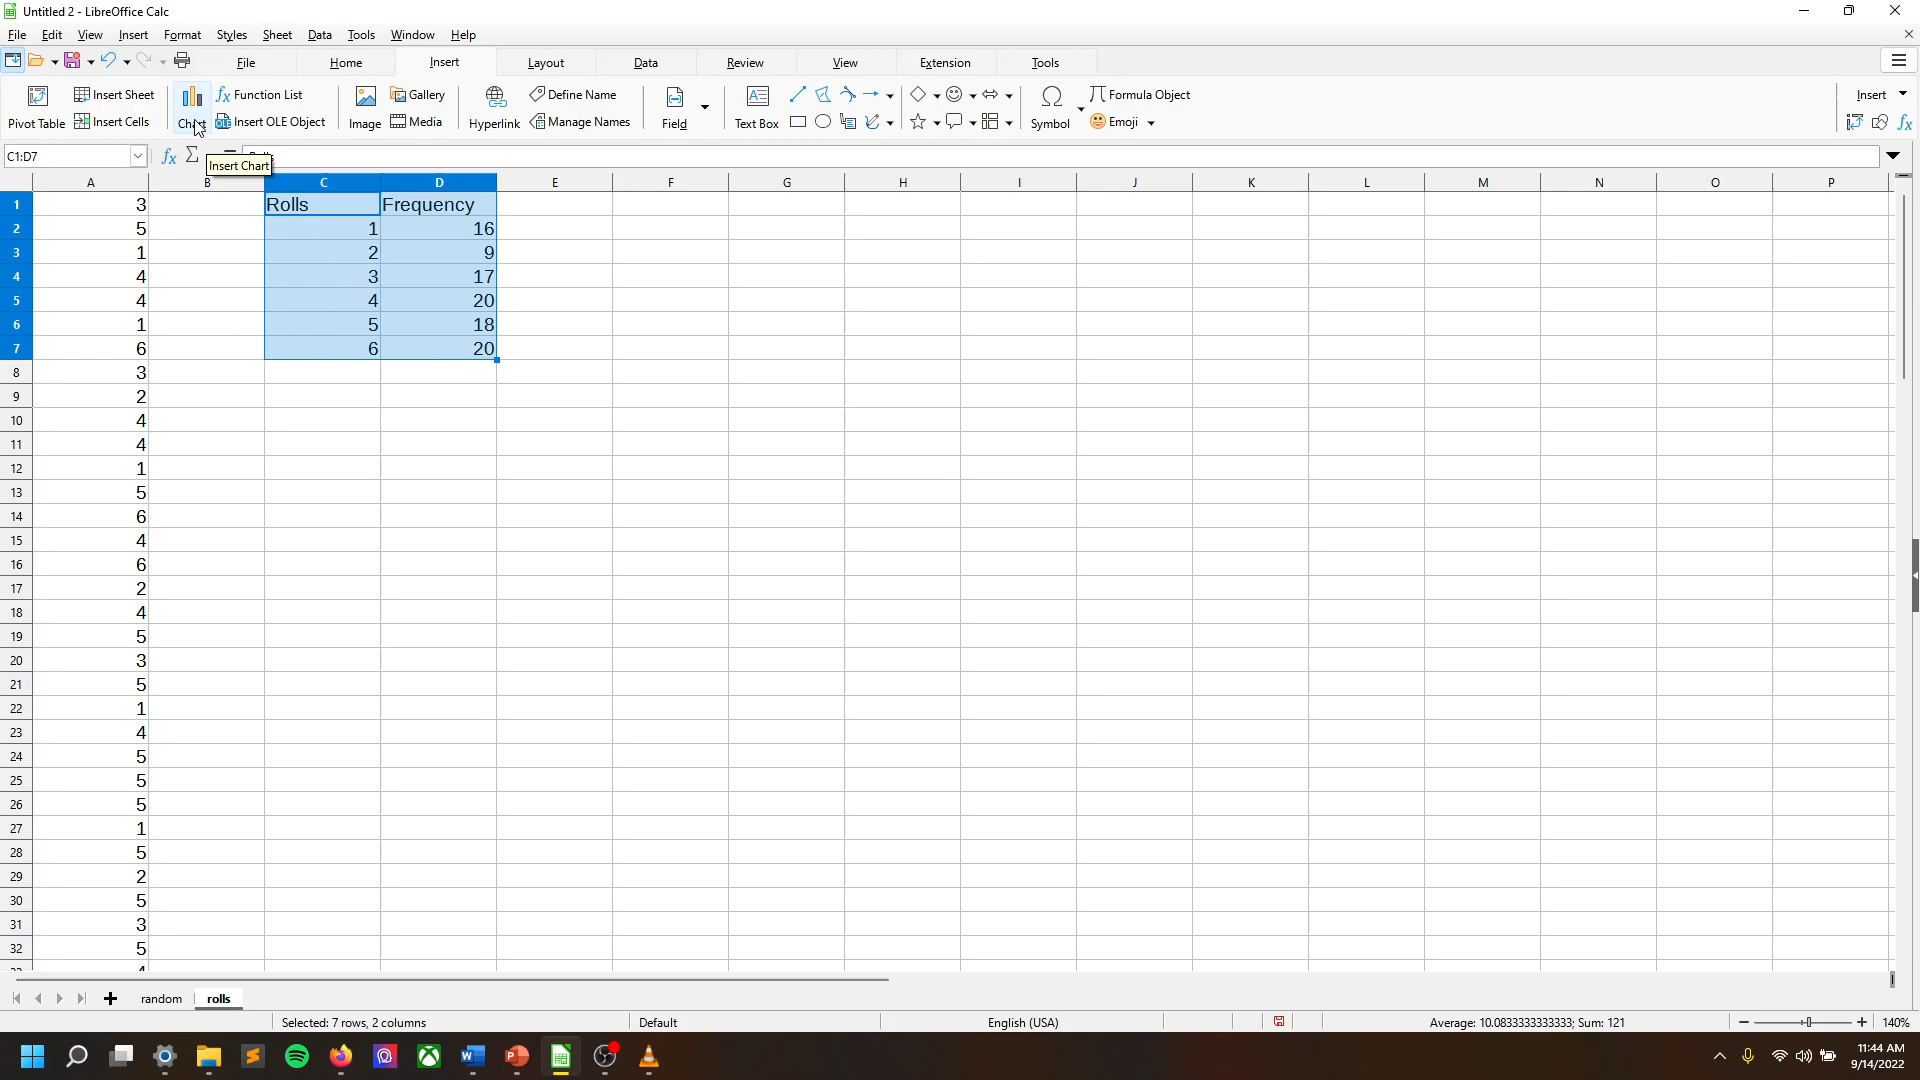 Untitled 2 - LibreOffice Calc
File Edit View Insert Format Styles Sheet Data Tools Window Help
File Home Insert Layout Data Review View Extension Tools
Insert Sheet Function List Gallery Define Name Formula Object Insert
Pivot Table Insert Cells Chart Insert OLE Object Image Media Hyperlink Manage Names Field Text Box Symbol Emoji
C1:D7
Insert Chart
A B C D E F G H I J K L M N O P
1 3 Rolls Frequency
2 5 1 16
3 1 2 9
4 4 3 17
5 4 4 20
6 1 5 18
7 6 6 20
8 3
9 2
10 4
11 4
12 1
13 5
14 6
15 4
16 6
17 2
18 4
19 5
20 3
21 5
22 1
23 4
24 5
25 5
26 5
27 1
28 5
29 2
30 5
31 3
32 5
random rolls
Selected: 7 rows, 2 columns Default English (USA) Average: 10.0833333333333; Sum: 121 140%
11:44 AM
9/14/2022